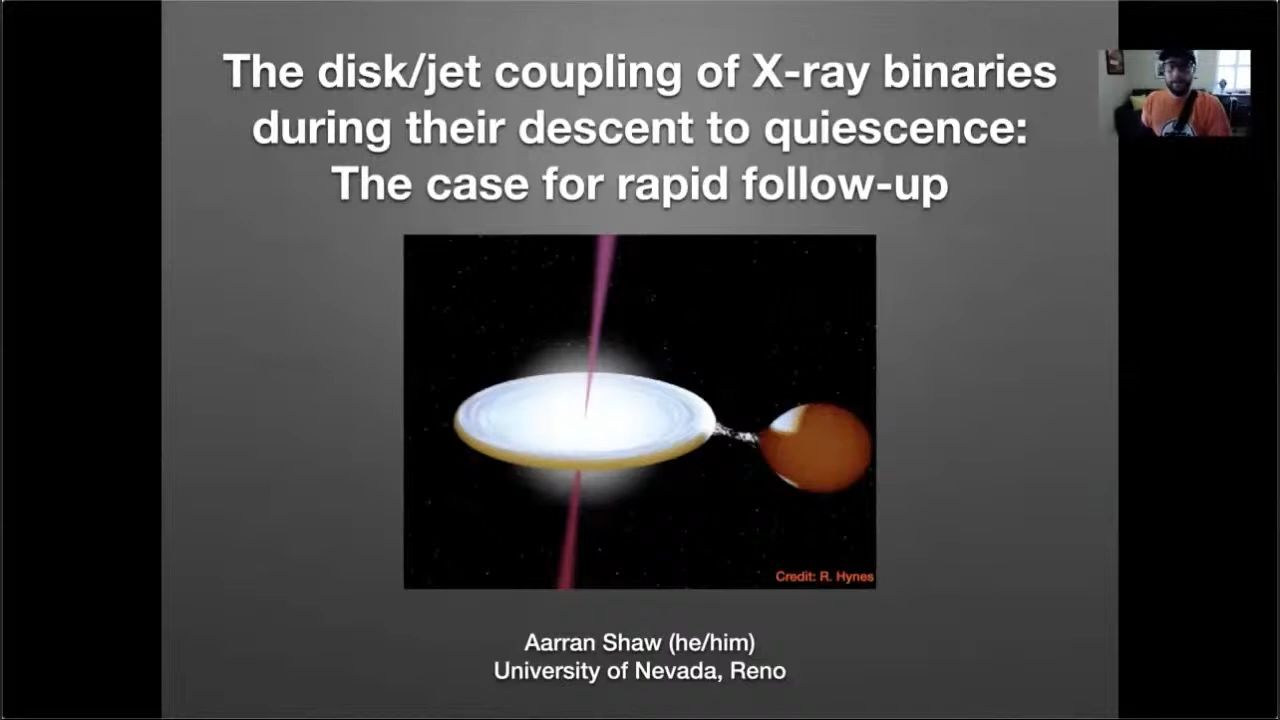 The disk/jet coupling of X-ray binaries
during their descent to quiescence:
The case for rapid follow-up
Credit: R. Hynes
Aarran Shaw (he/him)
University of Nevada, Reno